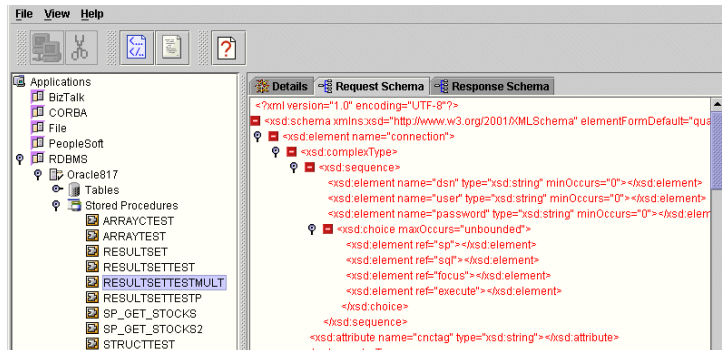 File View Help
Applications
BizTalk
CORBA
File
PeopleSoft
RDBMS
Oracle817
Tables
Stored Procedures
ARRAYCTEST
ARRAYTEST
RESULTSET
RESULTSETTEST
RESULTSETTESTMULT
RESULTSETTESTP
SP_GET_STOCKS
SP_GET_STOCKS2
STRUCTTEST
Details Request Schema Response Schema
<?xml version="1.0" encoding="UTF-8"?>
<xsd:schema xmlns:xsd="http://www.w3.org/2001/XMLSchema" elementFormDefault="qua
<xsd:element name="connection">
<xsd:complexType>
<xsd:sequence>
<xsd:element name="dsn" type="xsd:string" minOccurs="0"></xsd:element>
<xsd:element name="user" type="xsd:string" minOccurs="0"></xsd:element>
<xsd:element name="password" type="xsd:string" minOccurs="0"></xsd:elem
<xsd:choice maxOccurs="unbounded">
<xsd:element ref="sp"></xsd:element>
<xsd:element ref="sql"></xsd:element>
<xsd:element ref="focus"></xsd:element>
<xsd:element ref="execute"></xsd:element>
</xsd:choice>
</xsd:sequence>
<xsd:attribute name="cnctag" type="xsd:string"></xsd:attribute>